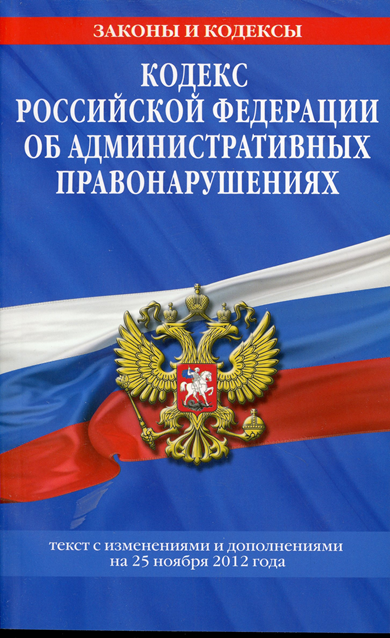 ЗАКОНЫ И КОДЕКСЫ
КОДЕКС
РОССИЙСКОЙ ФЕДЕРАЦИИ
ОБ АДМИНИСТРАТИВНЫХ
ПРАВОНАРУШЕНИЯХ
текст с изменениями и дополнениями
на 25 ноября 2012 года